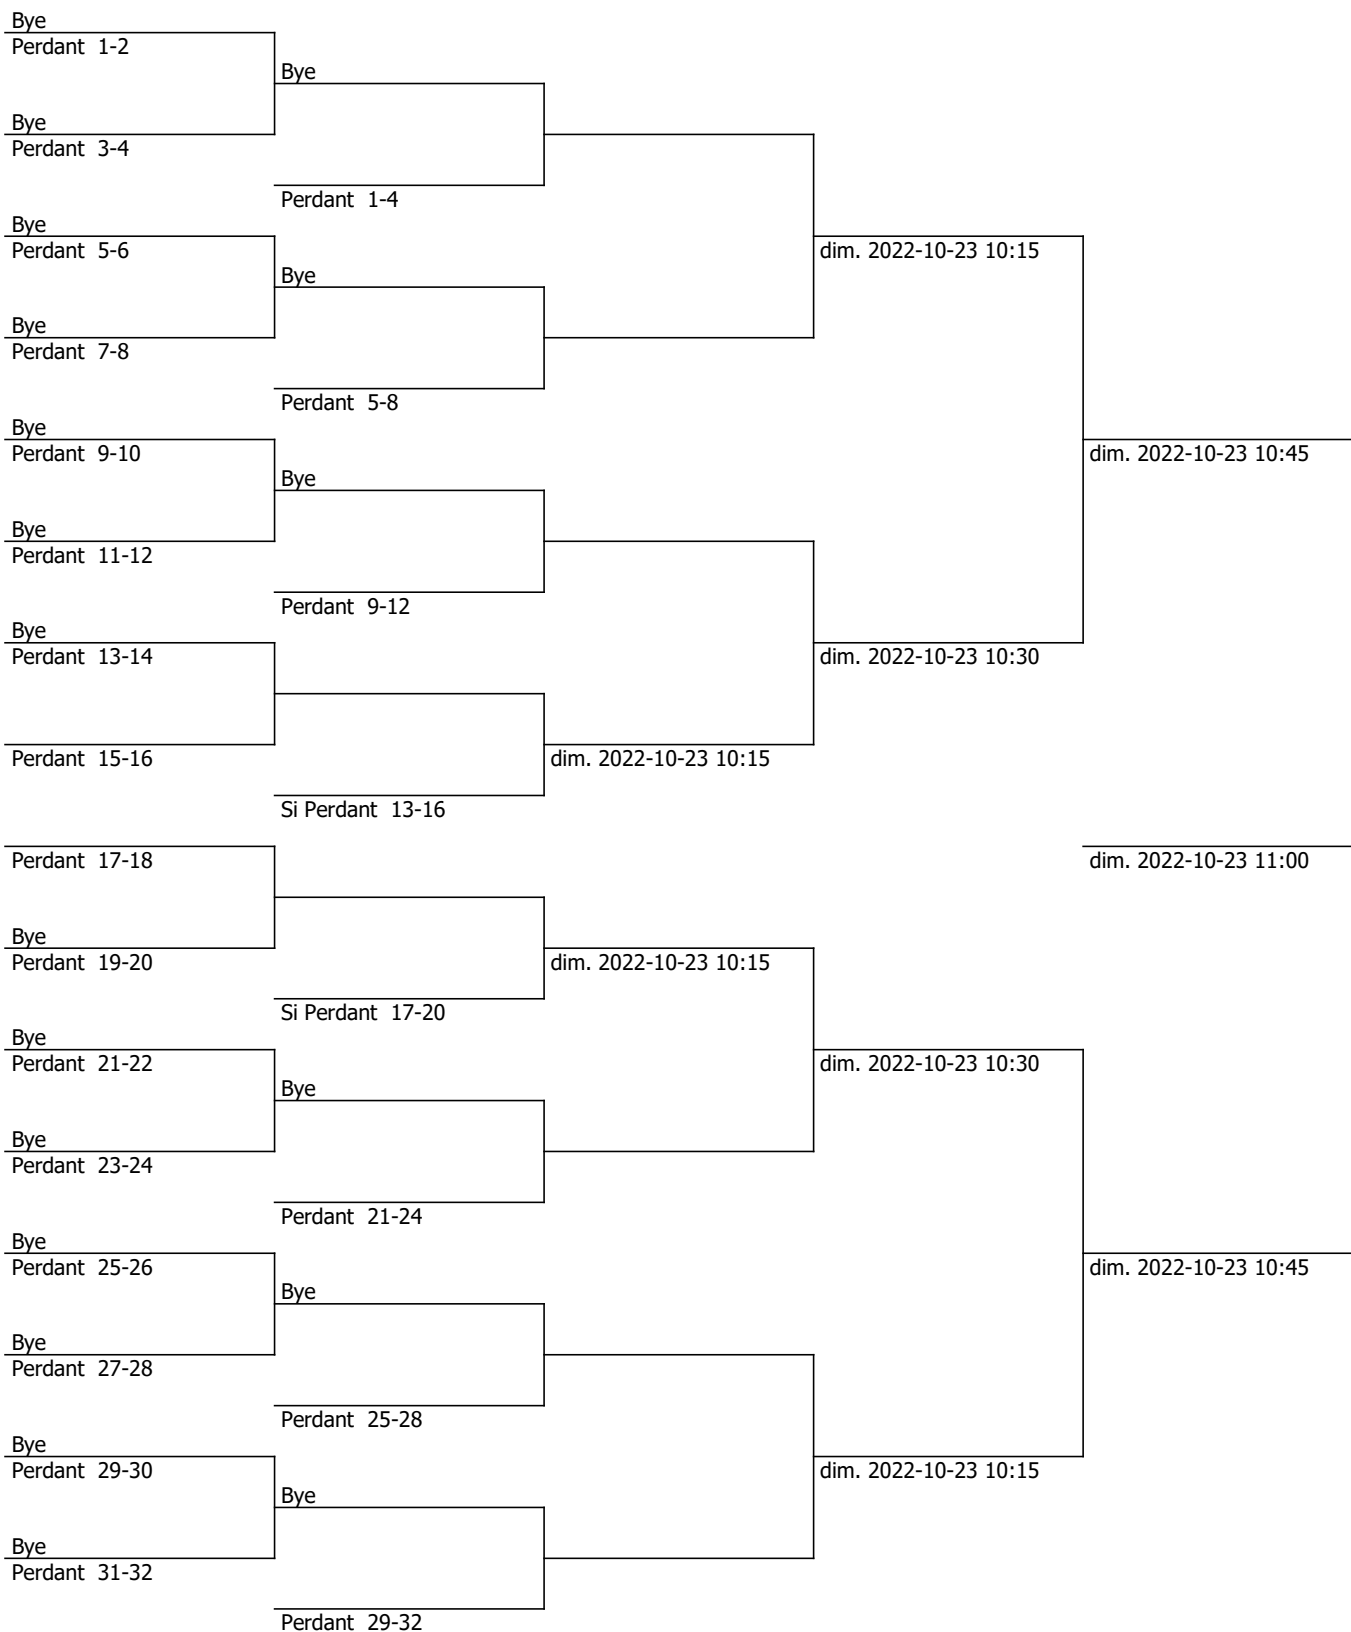 Bye
Perdant 1-2
Bye
Bye
Perdant 3-4
Perdant 1-4
Bye
Perdant 5-6
dim. 2022-10-23 10:15
Bye
Bye
Perdant 7-8
Perdant 5-8
Bye
Perdant 9-10
dim. 2022-10-23 10:45
Bye
Bye
Perdant 11-12
Perdant 9-12
Bye
Perdant 13-14
dim. 2022-10-23 10:30
Perdant 15-16
dim. 2022-10-23 10:15
Si Perdant 13-16
Perdant 17-18
dim. 2022-10-23 11:00
Bye
Perdant 19-20
dim. 2022-10-23 10:15
Si Perdant 17-20
Bye
Perdant 21-22
dim. 2022-10-23 10:30
Bye
Bye
Perdant 23-24
Perdant 21-24
Bye
Perdant 25-26
dim. 2022-10-23 10:45
Bye
Bye
Perdant 27-28
Perdant 25-28
Bye
Perdant 29-30
dim. 2022-10-23 10:15
Bye
Bye
Perdant 31-32
Perdant 29-32